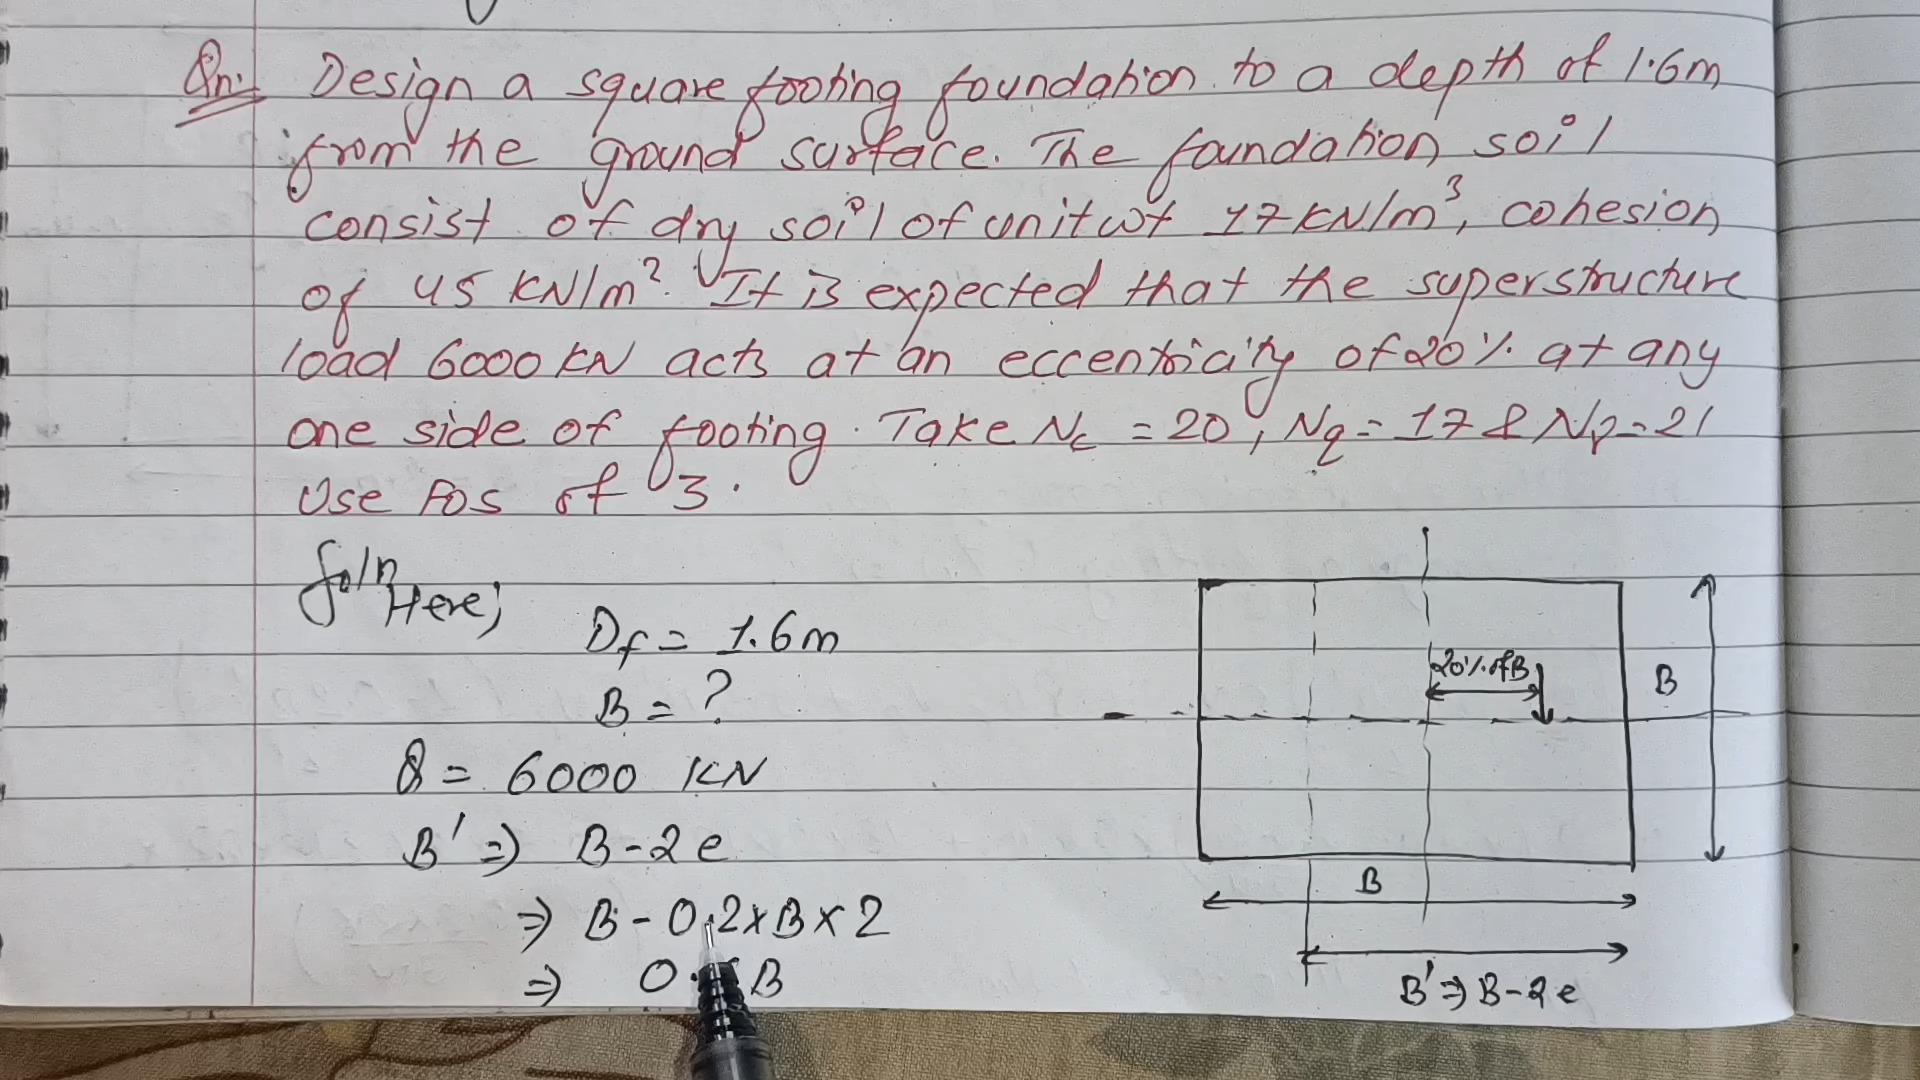 Qn:- Design a square footing foundation to a depth of 1.6m
from the ground surface. The foundation soil
consist of dry soil of unit wt 17 KN/m³, cohesion
of 45 KN/m². It is expected that the superstructure
load 6000 KN acts at an eccentricity of 20% at any
one side of footing. Take Nc = 20, Nq = 17 & Nγ = 21
Use FOS of 3.
Soln
Here;
Df = 1.6m
B = ?
Q = 6000 KN
B' ⇒ B-2e
⇒ B - 0.2×B×2
⇒ 0. B
20% of B
B
B
B' ⇒ B-2e